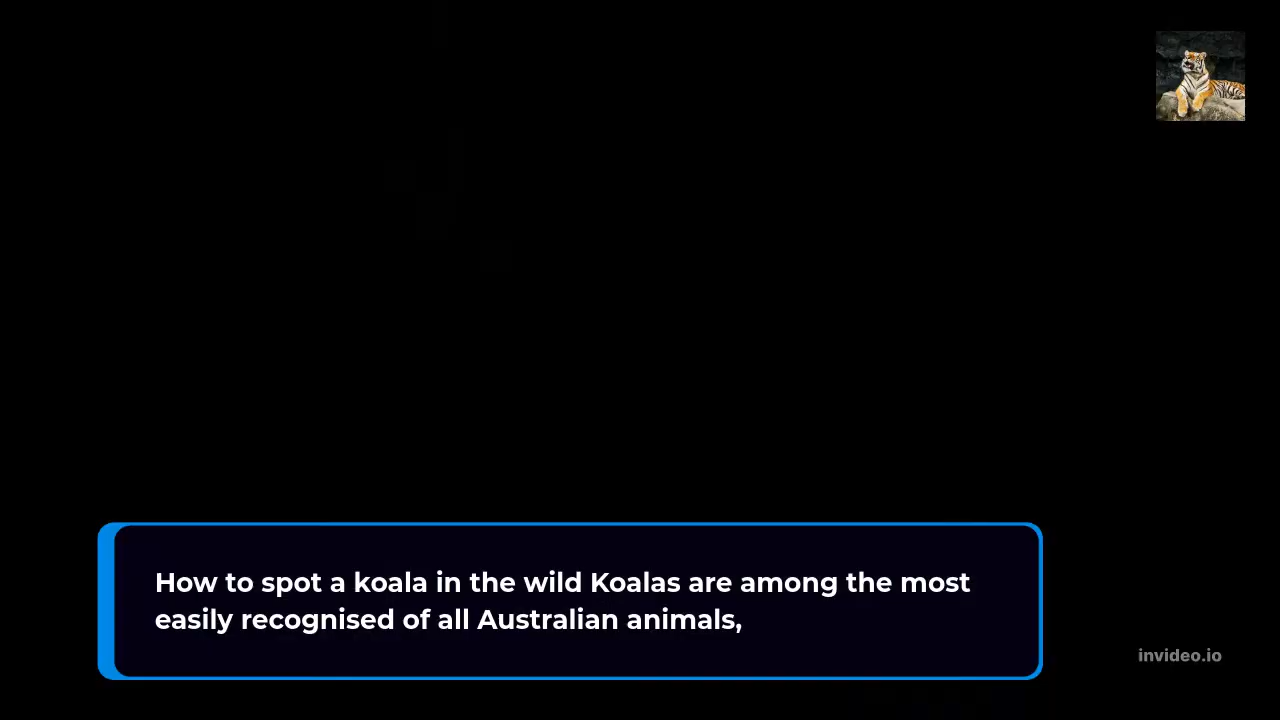 How to spot a koala in the wild Koalas are among the most
easily recognised of all Australian animals,
invideo.io